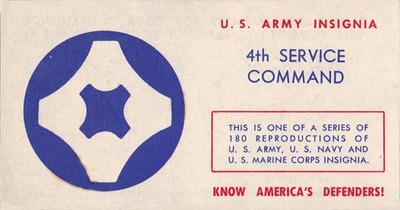 U. S. ARMY INSIGNIA
4th SERVICE
COMMAND
THIS IS ONE OF A SERIES OF
180 REPRODUCTIONS OF
U. S. ARMY, U. S. NAVY AND
U. S. MARINE CORPS INSIGNIA.
KNOW AMERICA'S DEFENDERS!